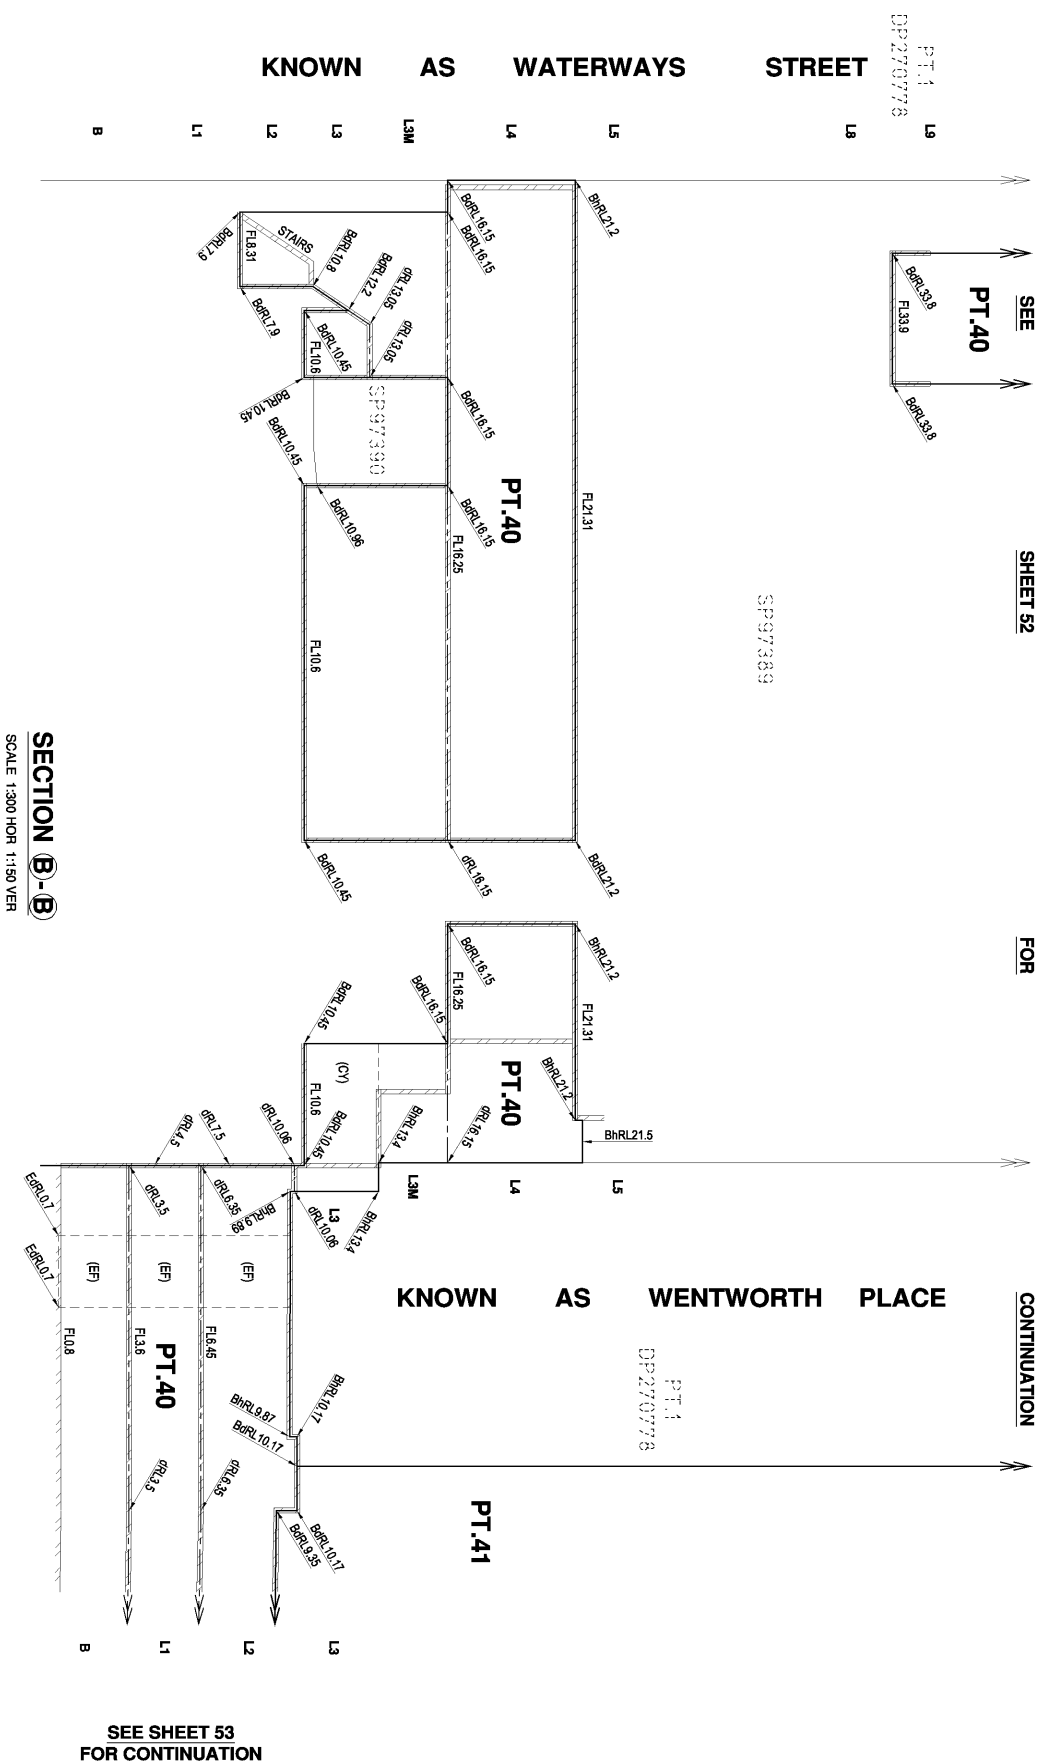 KNOWN AS WATERWAYS STREET
PT.1
DP270778
B
L1
L2
L3
L3M
L4
L5
L8
L9
SEE SHEET 52 FOR CONTINUATION
BdRL33.8
FL33.9
PT.40
BdRL33.8
BhRL21.2
BdRL16.15
BdRL16.15
STAIRS
FL8.31
BdRL7.9
BdRL7.9
BdRL10.8
BdRL12.2
dRL13.05
dRL13.05
BdRL10.45
FL10.6
BdRL10.45
BdRL16.15
SP97390
BdRL10.45
BdRL10.96
BdRL16.15
PT.40
FL21.31
FL16.25
SP97389
FL10.6
BdRL10.45
dRL16.15
BdRL21.2
BhRL21.2
BdRL16.15
FL16.25
FL21.31
BdRL16.15
BdRL10.45
(CY)
FL10.6
PT.40
BhRL21.2
BhRL21.5
dRL16.15
BhRL13.4
BdRL10.45
dRL10.06
dRL7.5
dRL4.5
dRL3.5
dRL6.35
BhRL9.89
dRL10.06
BhRL13.4
L3
L3M
L4
L5
EdRL0.7
EdRL0.7
(EF)
(EF)
(EF)
FL0.8
FL3.6
FL6.45
PT.40
KNOWN AS WENTWORTH PLACE
PT.1
DP270778
BhRL9.87
BdRL10.17
BhRL10.17
dRL3.5
dRL6.35
BdRL9.35
BdRL10.17
PT.41
B
L1
L2
L3
SECTION B-B
SCALE 1:300 HOR 1:150 VER
SEE SHEET 53
FOR CONTINUATION